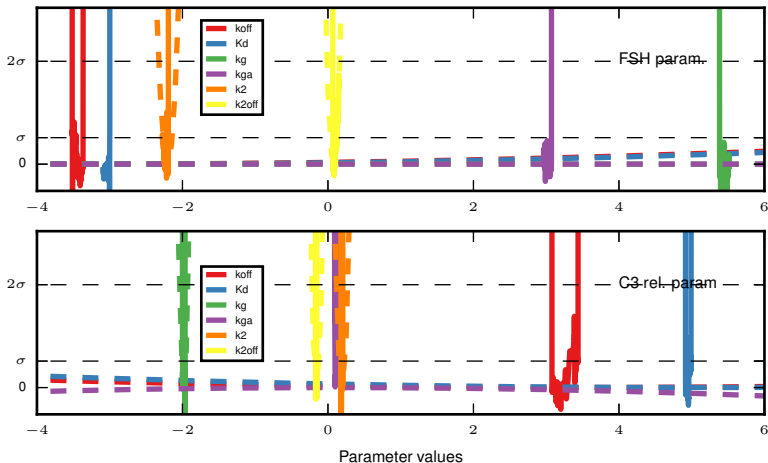 koff
Kd
kg
kga
k2
k2off
FSH param.
2σ
σ
0
−4
−2
0
2
4
6
koff
Kd
kg
kga
k2
k2off
C3 rel. param
2σ
σ
0
−4
−2
0
2
4
6
Parameter values